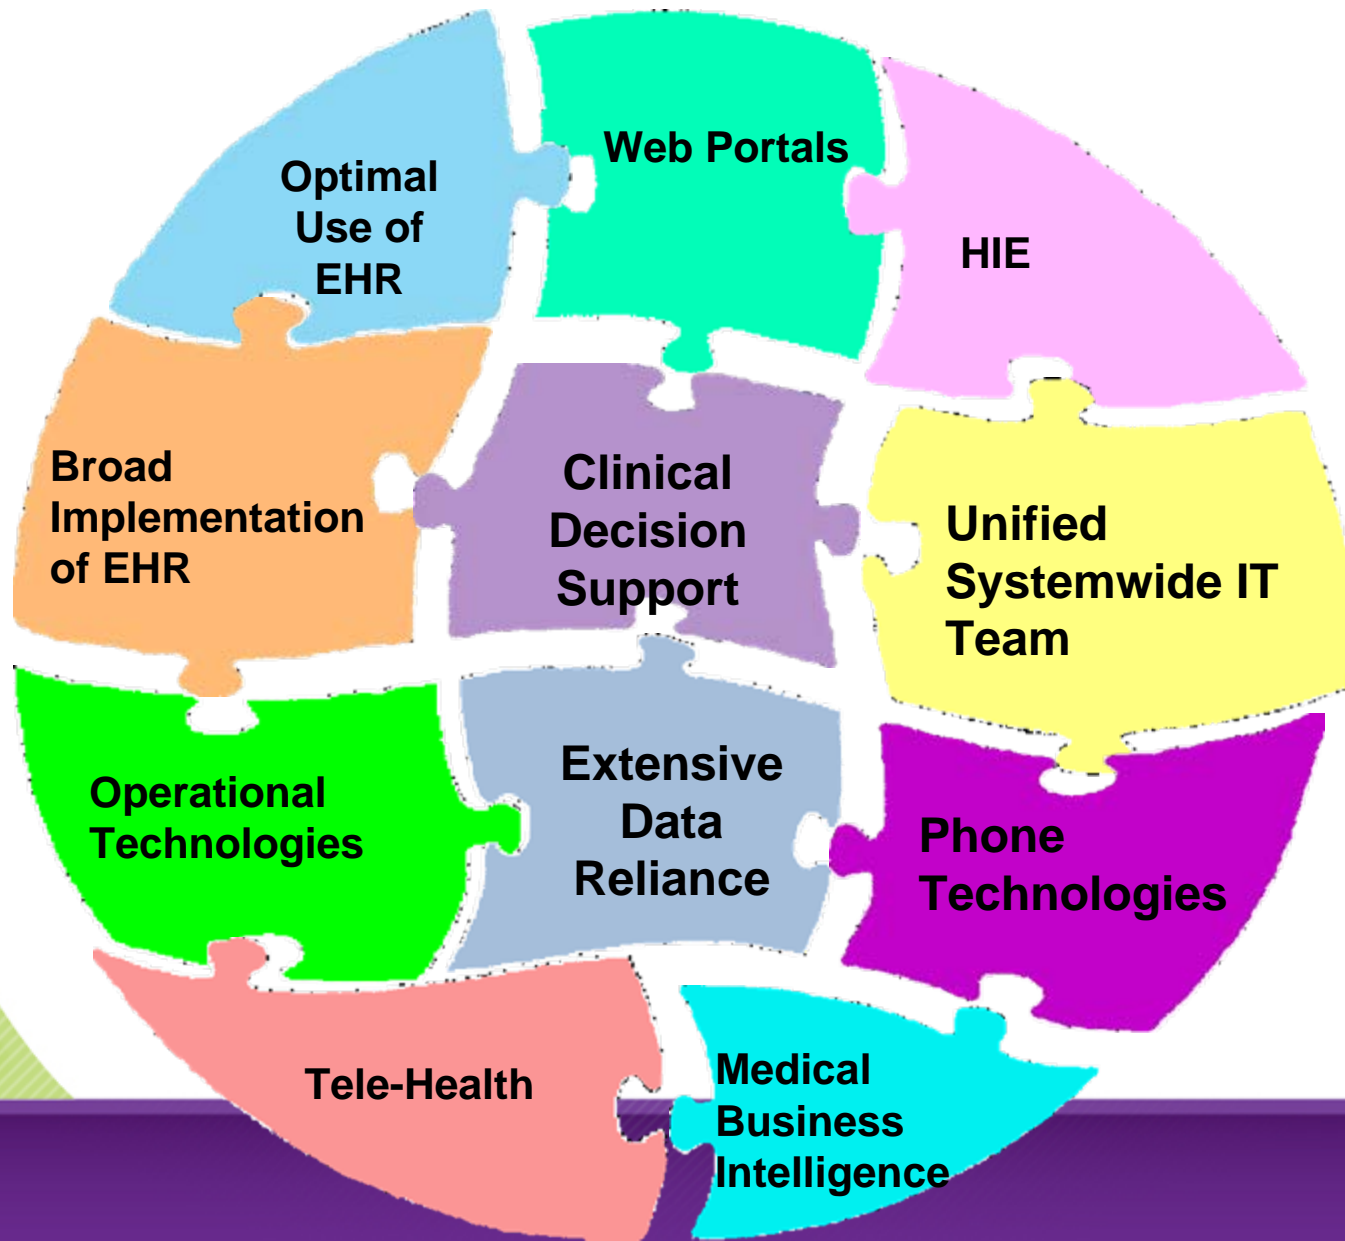 Optimal
Use of
EHR
Web Portals
HIE
Broad
Implementation
of EHR
Clinical
Decision
Support
Unified
Systemwide IT
Team
Operational
Technologies
Extensive
Data
Reliance
Phone
Technologies
Tele-Health
Medical
Business
Intelligence